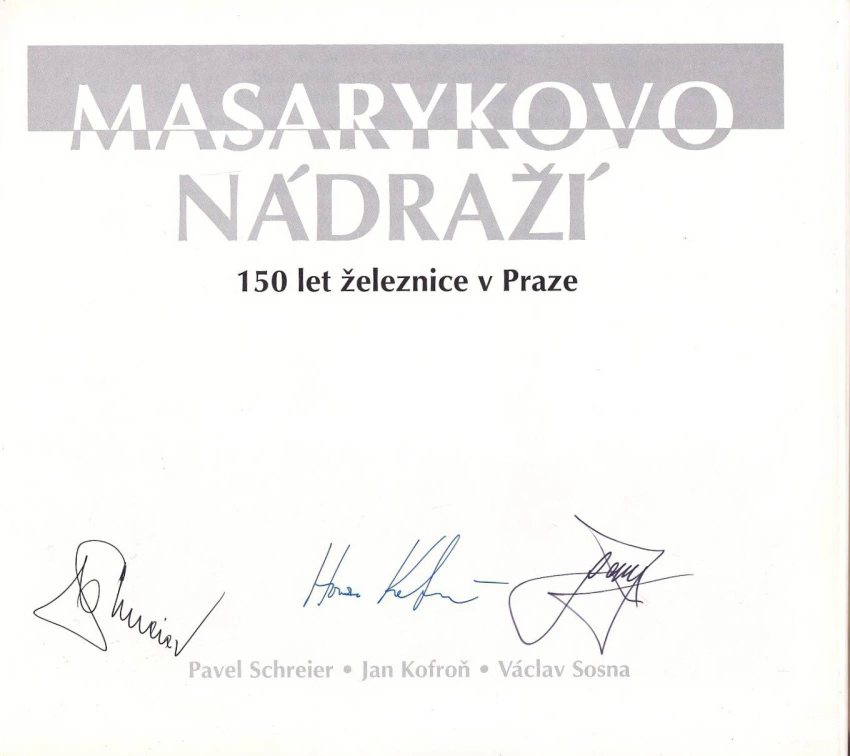 MASARYKOVO
NÁDRAŽÍ
150 let železnice v Praze
Pavel Schreier • Jan Kofroň • Václav Sosna